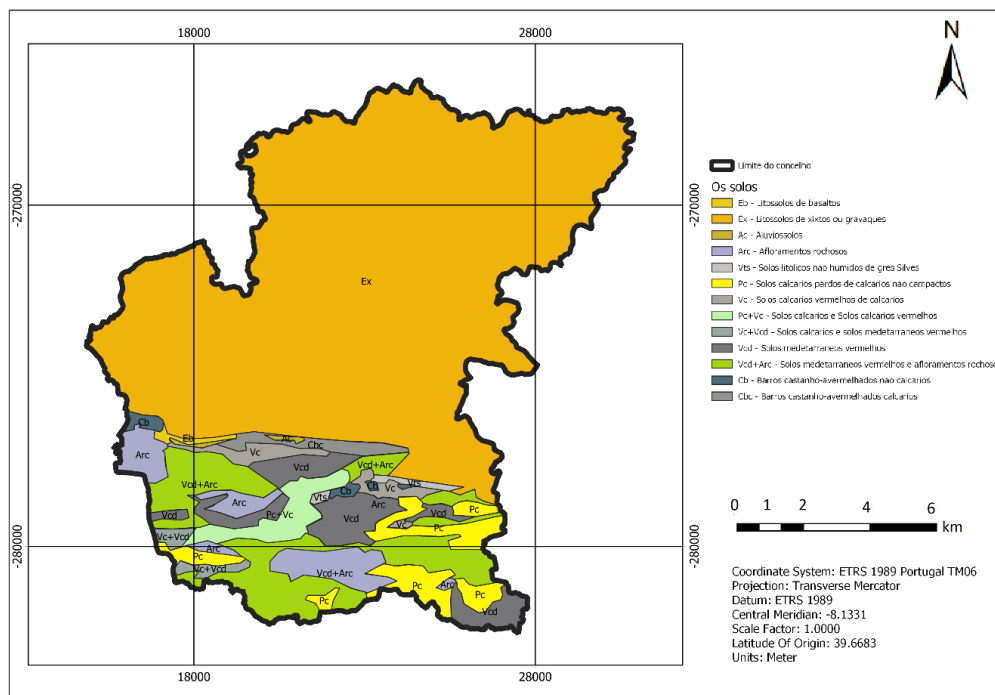 18000
28000
N
-270000
-280000
Ex
Cb
Eb
Ac
Cbc
Vc
Arc
Vcd
Vcd+Arc
Vcd+Arc
Vts
Cb
Cb
Vc
Vts
Arc
Arc
Pc+Vc
Vcd
Vcd
Vcd
Pc
Vc
Pc
Vc+Vcd
Arc
Pc
Vc+Vcd
Vcd+Arc
Pc
Pc
Arc
Pc
Vcd
18000
28000
Limite do concelho
Os solos
Eb - Litossolos de basaltos
Ex - Litossolos de xixtos ou gravaques
Ac - Aluviossolos
Arc - Afloramentos rochosos
Vts - Solos litolicos nao humidos de gres Silves
Pc - Solos calcarios pardos de calcarios nao campactos
Vc - Solos calcarios vermelhos de calcarios
Pc+Vc - Solos calcarios e Solos calcarios vermelhos
Vc+Vcd - Solos calcarios e solos medetarraneos vermelhos
Vcd - Solos medetarraneos vermelhos
Vcd+Arc - Solos medetarraneos vermelhos e afloramentos rochosc
Cb - Barros castanho-avermelhados nao calcarios
Cbc - Barros castanho-avermelhados calcarios
0 1 2 4 6
km
Coordinate System: ETRS 1989 Portugal TM06
Projection: Transverse Mercator
Datum: ETRS 1989
Central Meridian: -8.1331
Scale Factor: 1.0000
Latitude Of Origin: 39.6683
Units: Meter